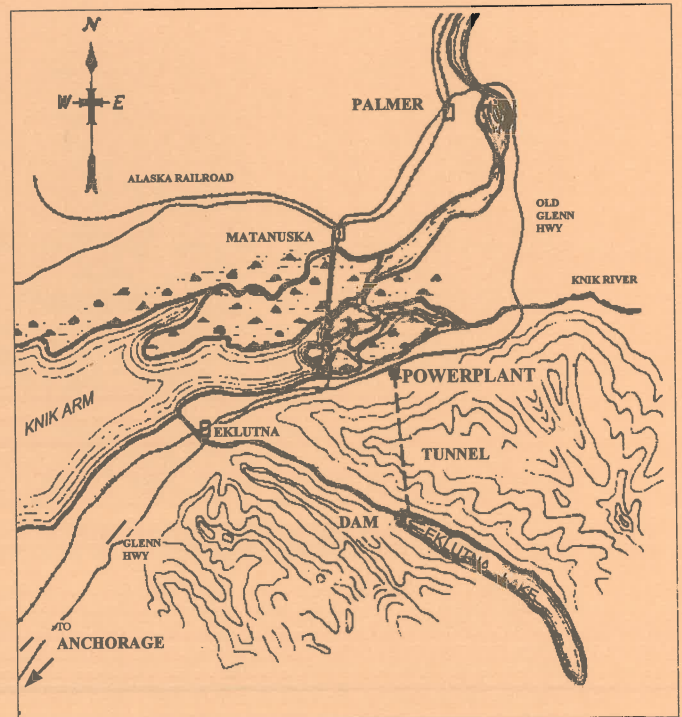 N
W E
PALMER
ALASKA RAILROAD
OLD
GLENN
HWY
MATANUSKA
KNIK RIVER
POWERPLANT
KNIK ARM
EKLUTNA
TUNNEL
DAM
EKLUTNA LAKE
GLENN
HWY
TO
ANCHORAGE